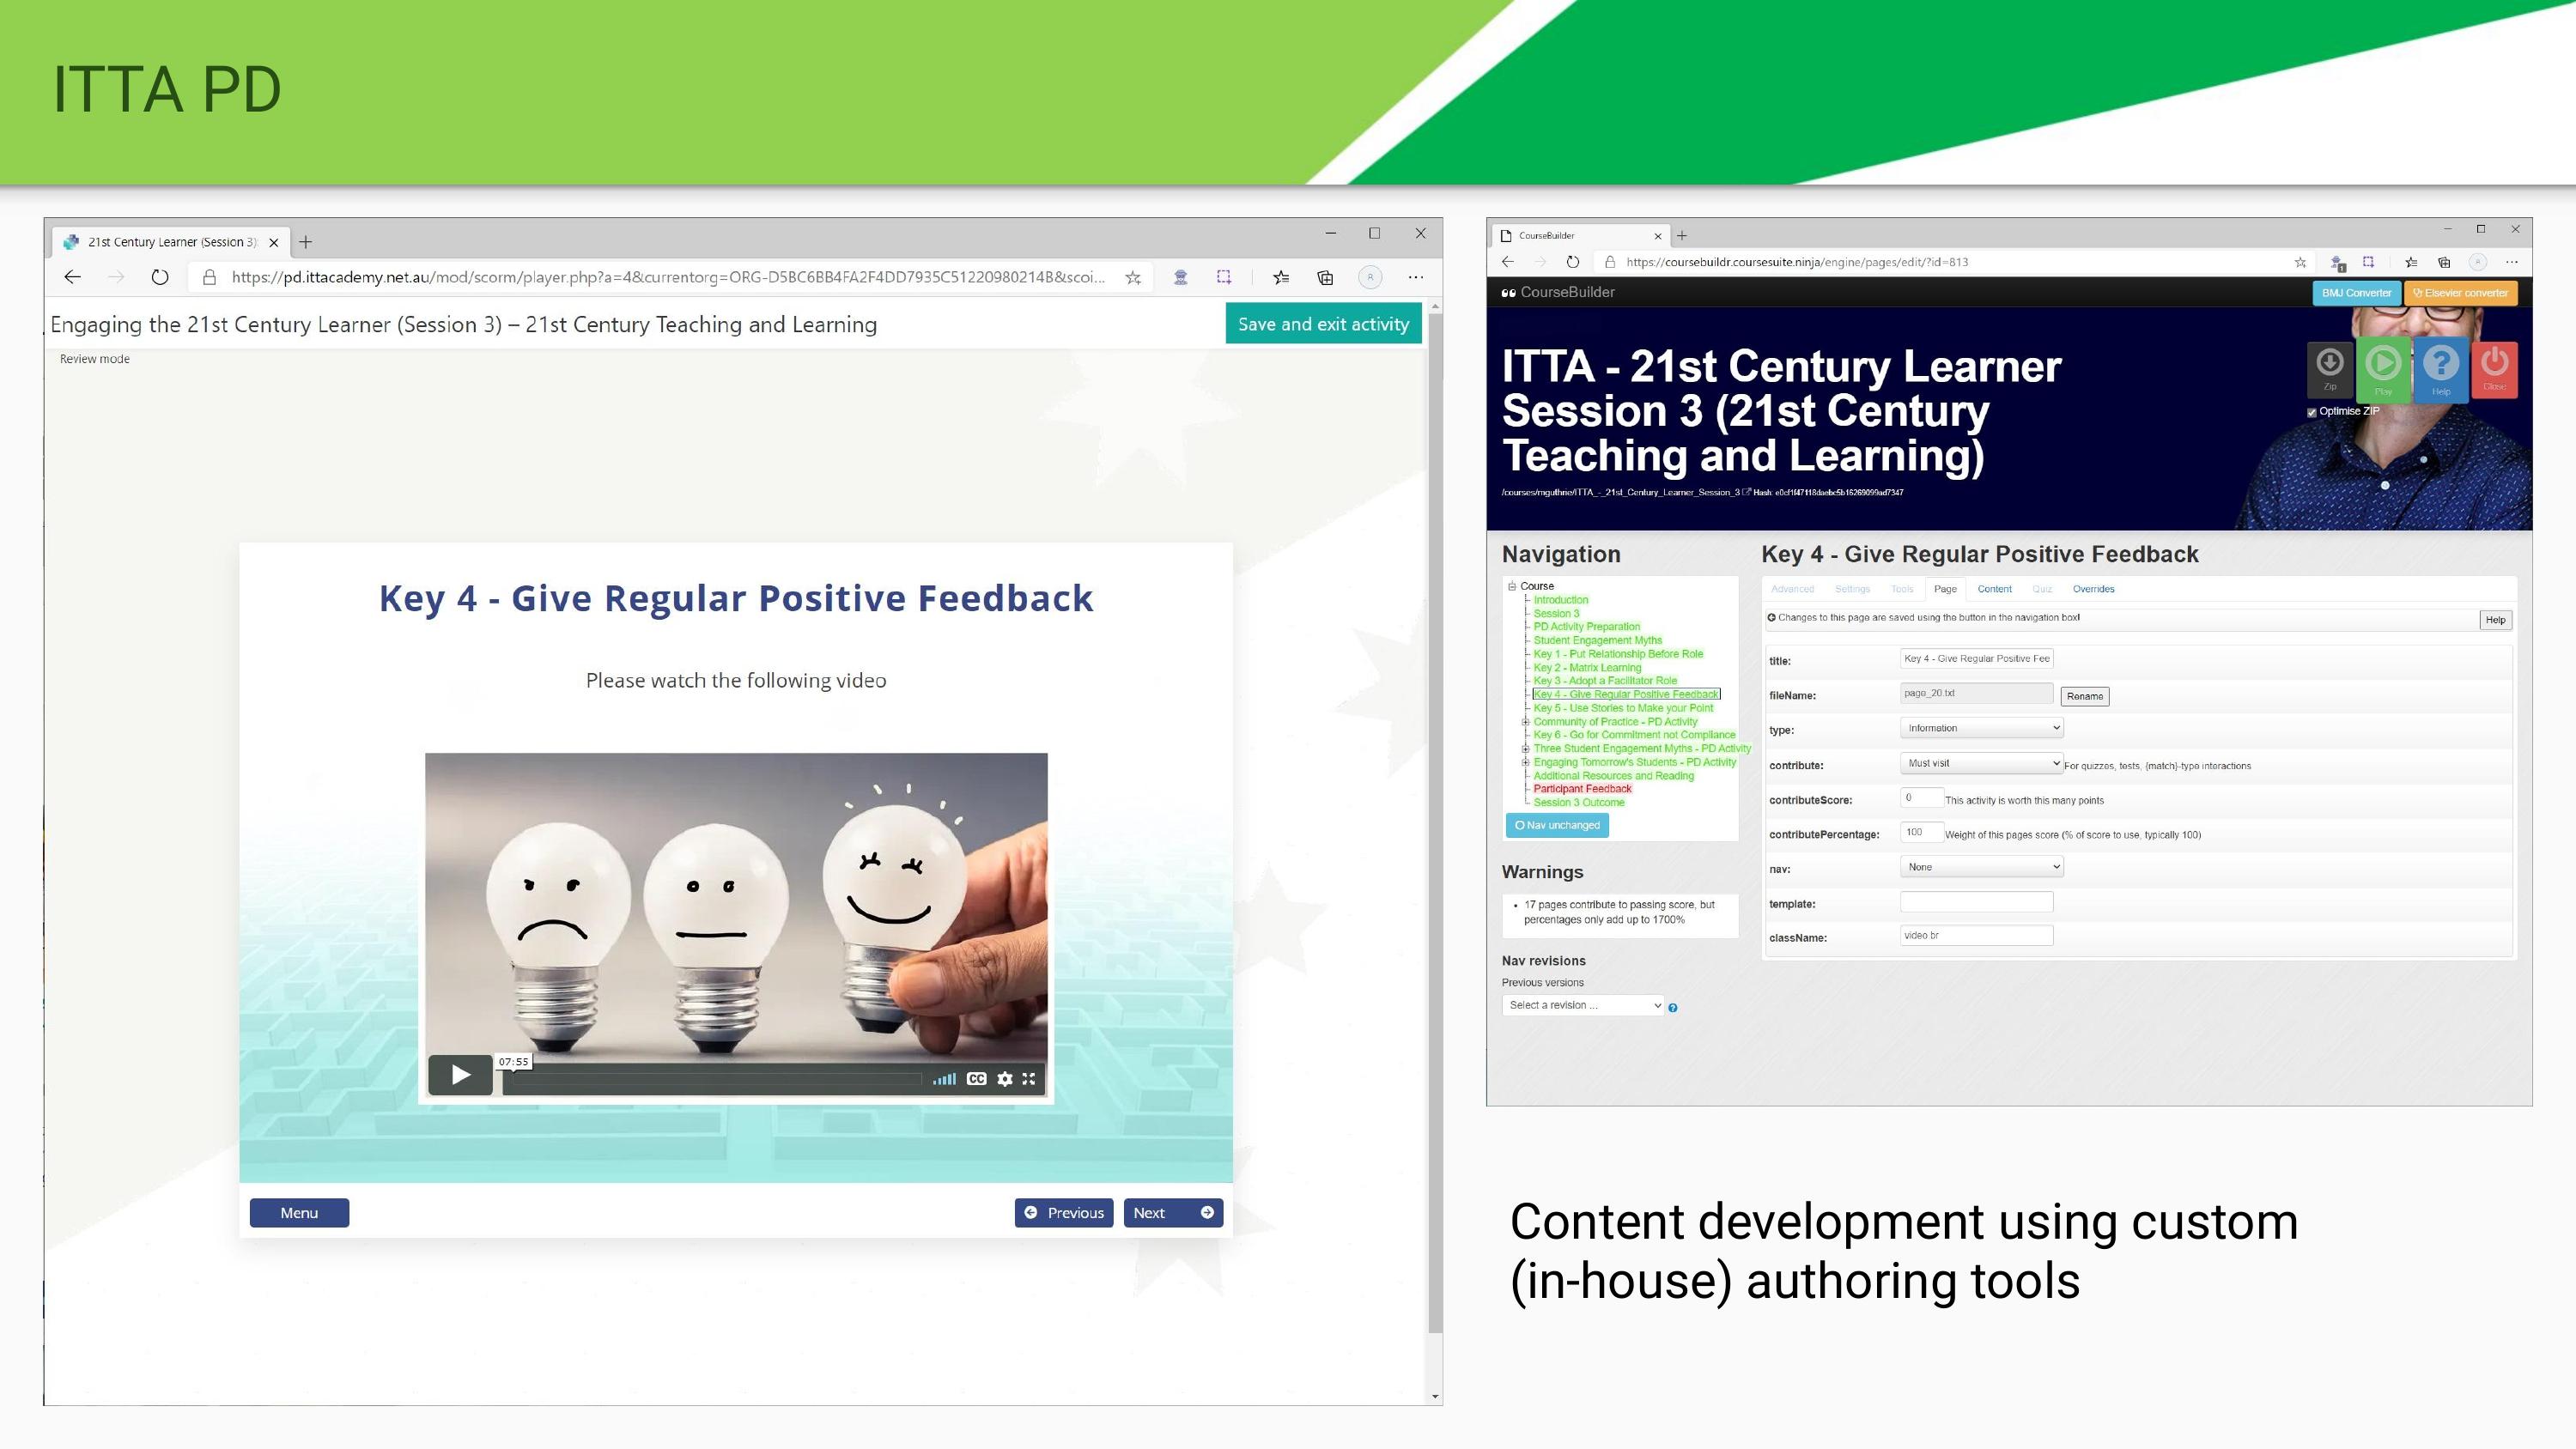 ITTA PD
21st Century Learner (Session 3):
https://pd.ittacademy.net.au/mod/scorm/player.php?a=4&currentorg=ORG-D5BC6BB4FA2F4DD7935C51220980214B&scoi...
Engaging the 21st Century Learner (Session 3) – 21st Century Teaching and Learning
Save and exit activity
Review mode
Key 4 - Give Regular Positive Feedback
Please watch the following video
07:55
CC
Menu
Previous
Next
CourseBuilder
https://coursebuildr.coursesuite.ninja/engine/pages/edit/?id=813
CourseBuilder
BMJ Converter
Elsevier converter
ITTA - 21st Century Learner
Session 3 (21st Century
Teaching and Learning)
Zip
Play
Help
Close
Optimise ZIP
/courses/mguthrie/ITTA_-_21st_Century_Learner_Session_3
Navigation
Course
Introduction
Session 3
PD Activity Preparation
Student Engagement Myths
Key 1 - Put Relationship Before Role
Key 2 - Matrix Learning
Key 3 - Adopt a Facilitator Role
Key 4 - Give Regular Positive Feedback
Key 5 - Use Stories to Make your Point
Community of Practice - PD Activity
Key 6 - Go for Commitment not Compliance
Three Student Engagement Myths - PD Activity
Engaging Tomorrow's Students - PD Activity
Additional Resources and Reading
Participant Feedback
Session 3 Outcome
Nav unchanged
Warnings
• 17 pages contribute to passing score, but
percentages only add up to 1700%
Nav revisions
Previous versions
Select a revision ...
Key 4 - Give Regular Positive Feedback
Advanced Settings Tools Page Content Quiz Overrides
Changes to this page are saved using the button in the navigation box!
Help
title: Key 4 - Give Regular Positive Fee
fileName: page_20.txt Rename
type: Information
contribute: Must visit For quizzes, tests, {match}-type interactions
contributeScore: 0 This activity is worth this many points
contributePercentage: 100 Weight of this pages score (% of score to use, typically 100)
nav: None
template:
className: video br
Content development using custom
(in-house) authoring tools